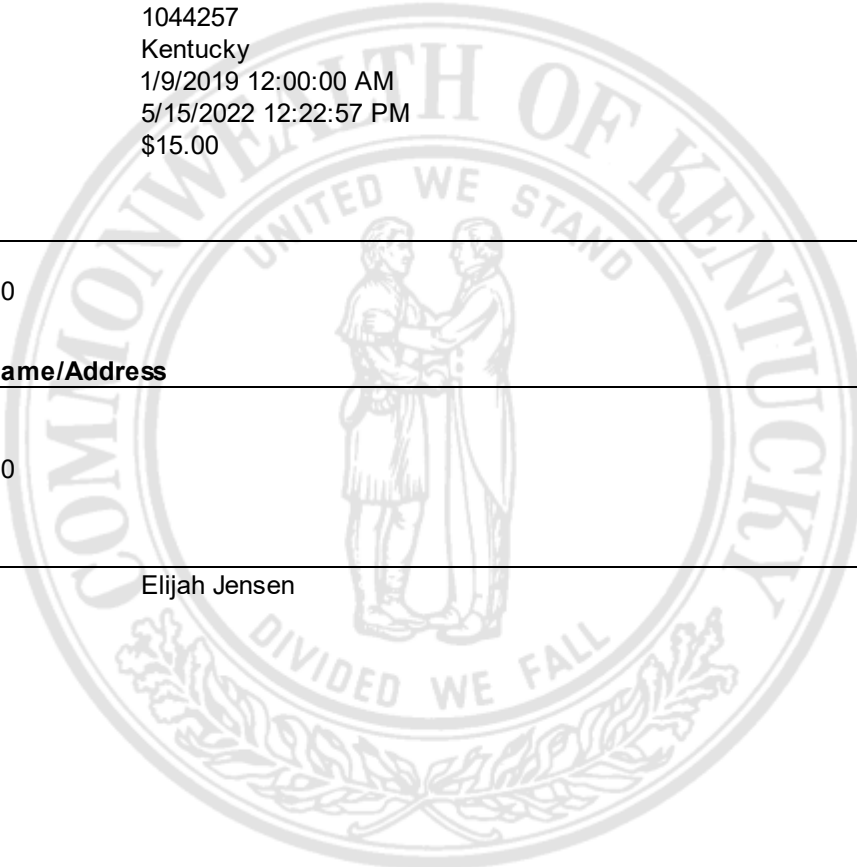 1044257
Kentucky
1/9/2019 12:00:00 AM
5/15/2022 12:22:57 PM
$15.00
COMMONWEALTH OF KENTUCKY
UNITED WE STAND
0
ame/Address
0
Elijah Jensen
DIVIDED WE FALL